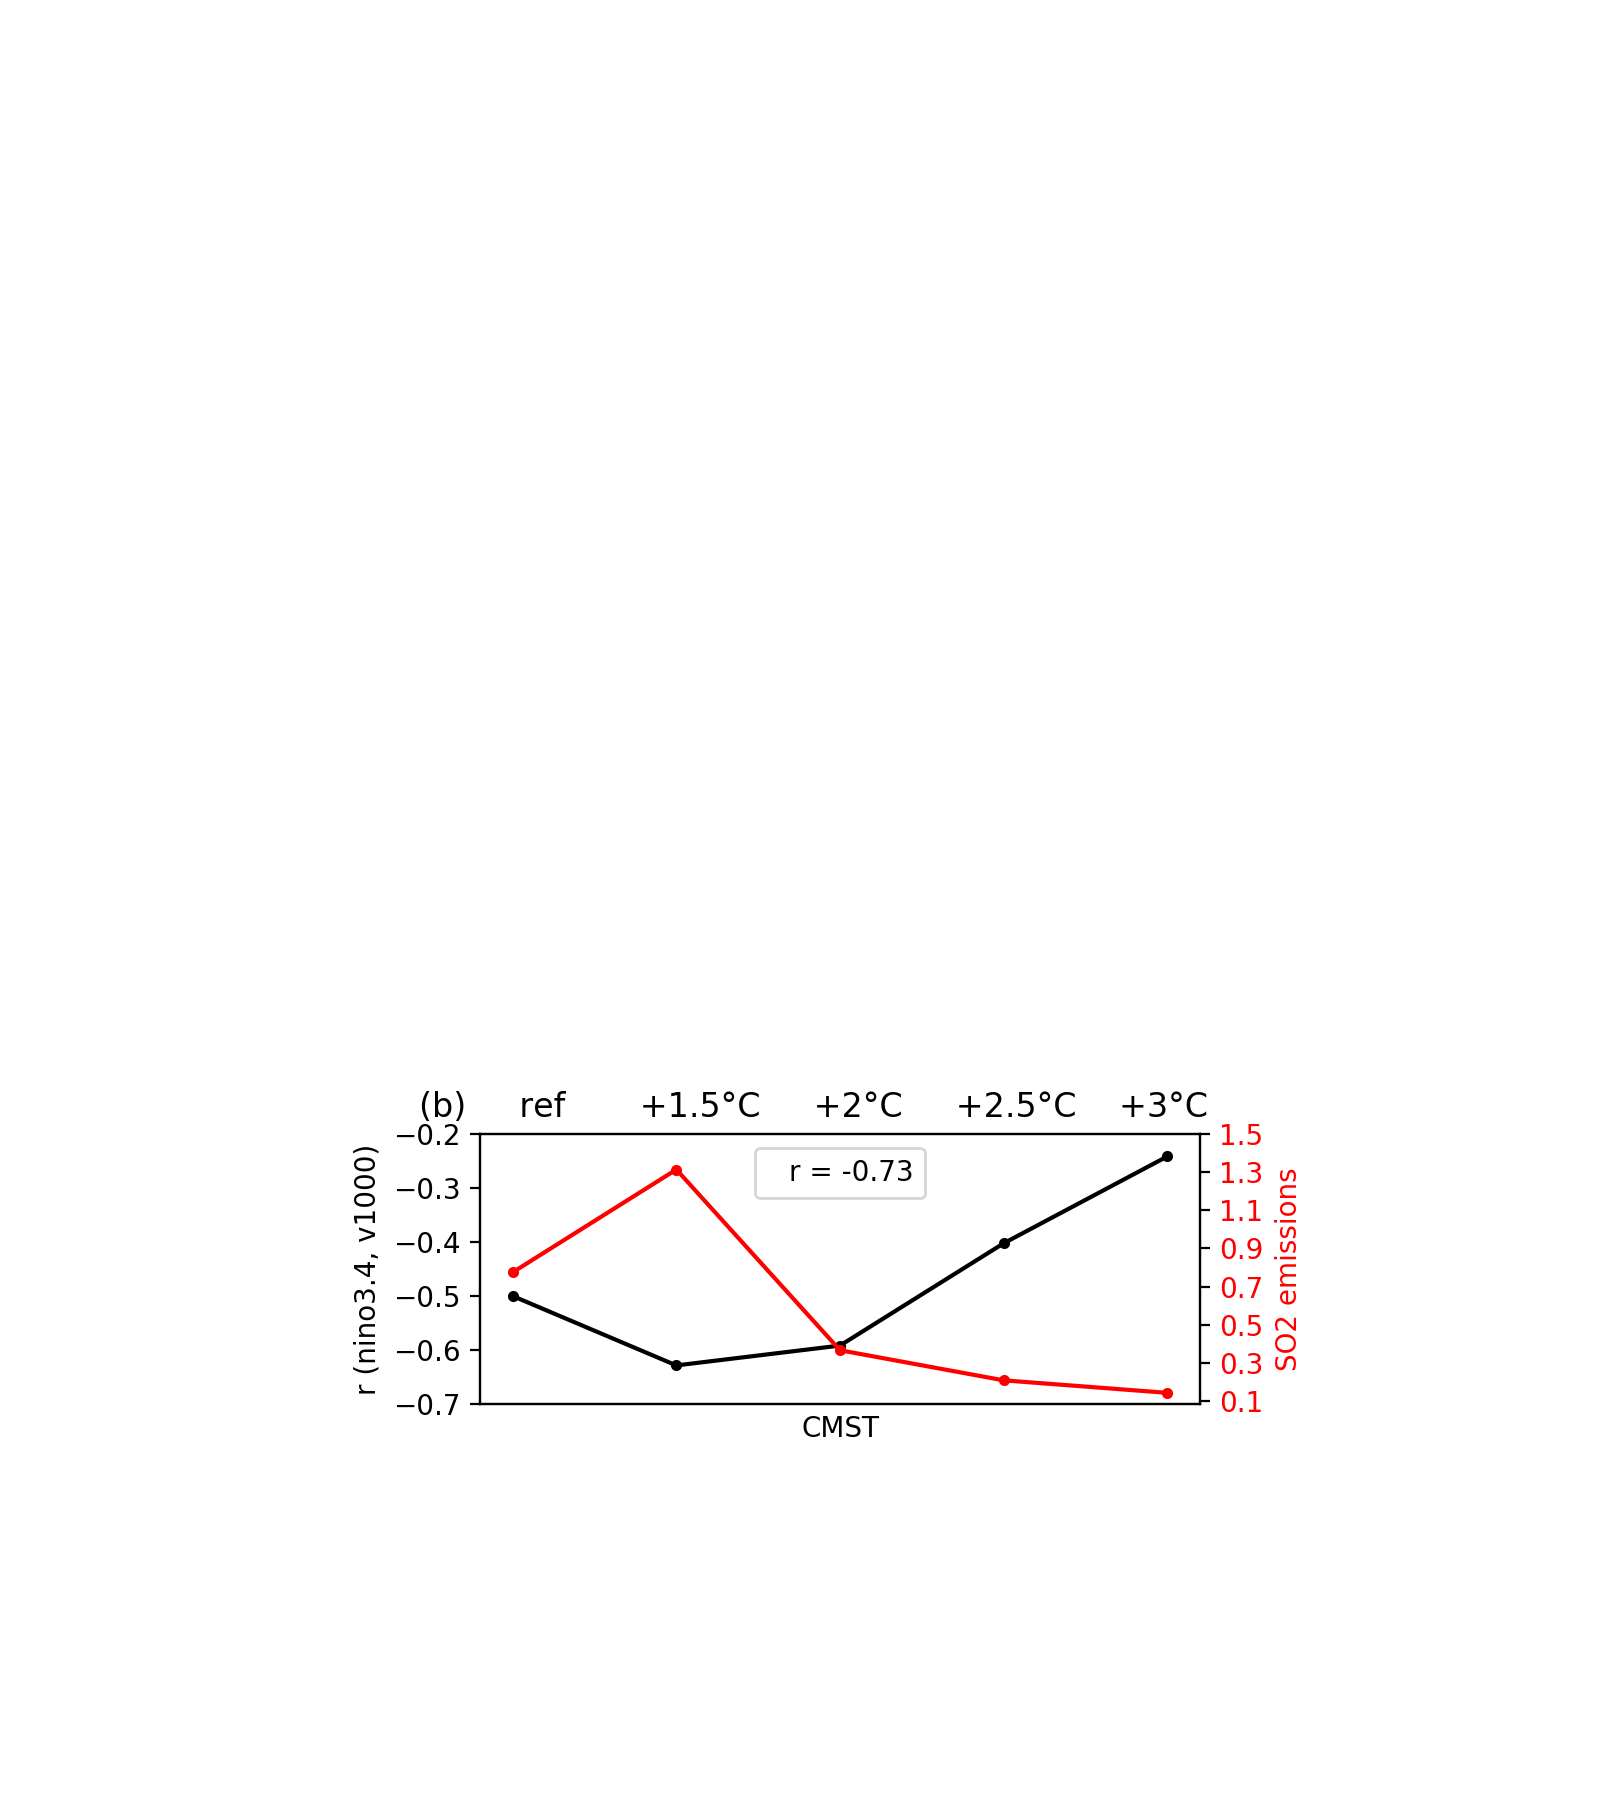 (b) ref +1.5°C +2°C +2.5°C +3°C
r = -0.73
r (nino3.4, v1000)
−0.2
−0.3
−0.4
−0.5
−0.6
−0.7
1.5
1.3
1.1
0.9
0.7
0.5
0.3
0.1
SO2 emissions
CMST